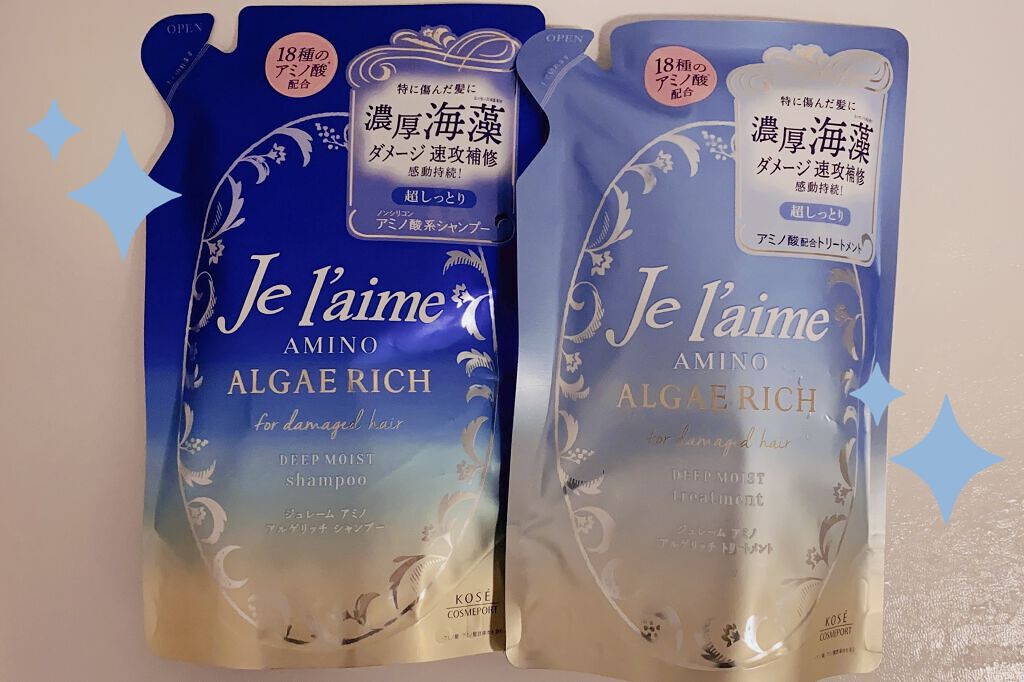 OPEN
18種の
アミノ酸
配合
特に傷んだ髪に
濃厚海藻
ダメージ速攻補修
感動持続!
超しっとり
ノンシリコン
アミノ酸系シャンプー
Je l'aime
AMINO
ALGAE RICH
for damaged hair
DEEP MOIST
shampoo
ジュレーム アミノ
アルゲリッチ シャンプー
KOSÉ
COSMEPORT
OPEN
18種の
アミノ酸
配合
特に傷んだ髪に
濃厚海藻
ダメージ速攻補修
感動持続!
超しっとり
アミノ酸配合トリートメント
Je l'aime
AMINO
ALGAE RICH
for damaged hair
DEEP MOIST
treatment
ジュレーム アミノ
アルゲリッチ トリートメント
KOSÉ
COSMEPORT